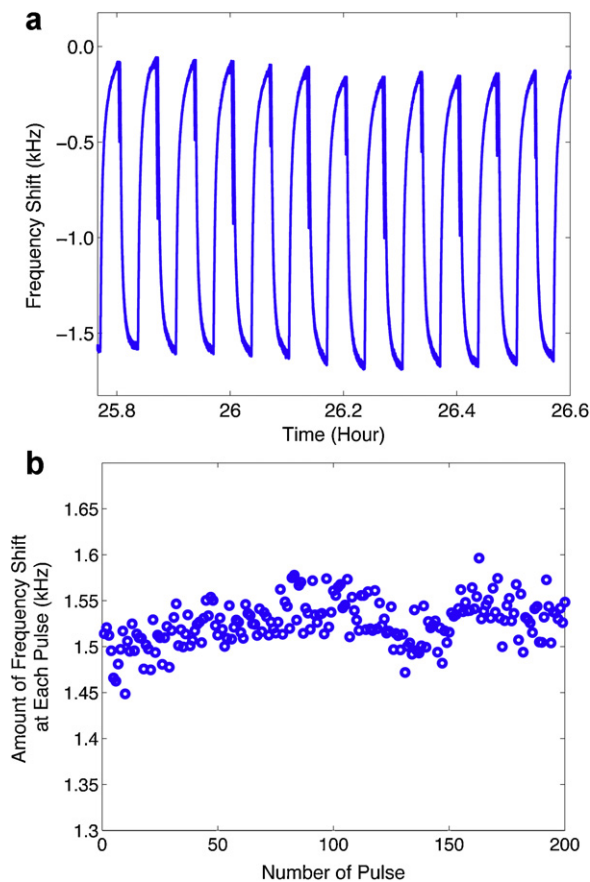 a
0.0
−0.5
−1.0
−1.5
Frequency Shift (kHz)
25.8 26 26.2 26.4 26.6
Time (Hour)
b
1.65
1.6
1.55
1.5
1.45
1.4
1.3
Amount of Frequency Shift
at Each Pulse (kHz)
0 50 100 150 200
Number of Pulse